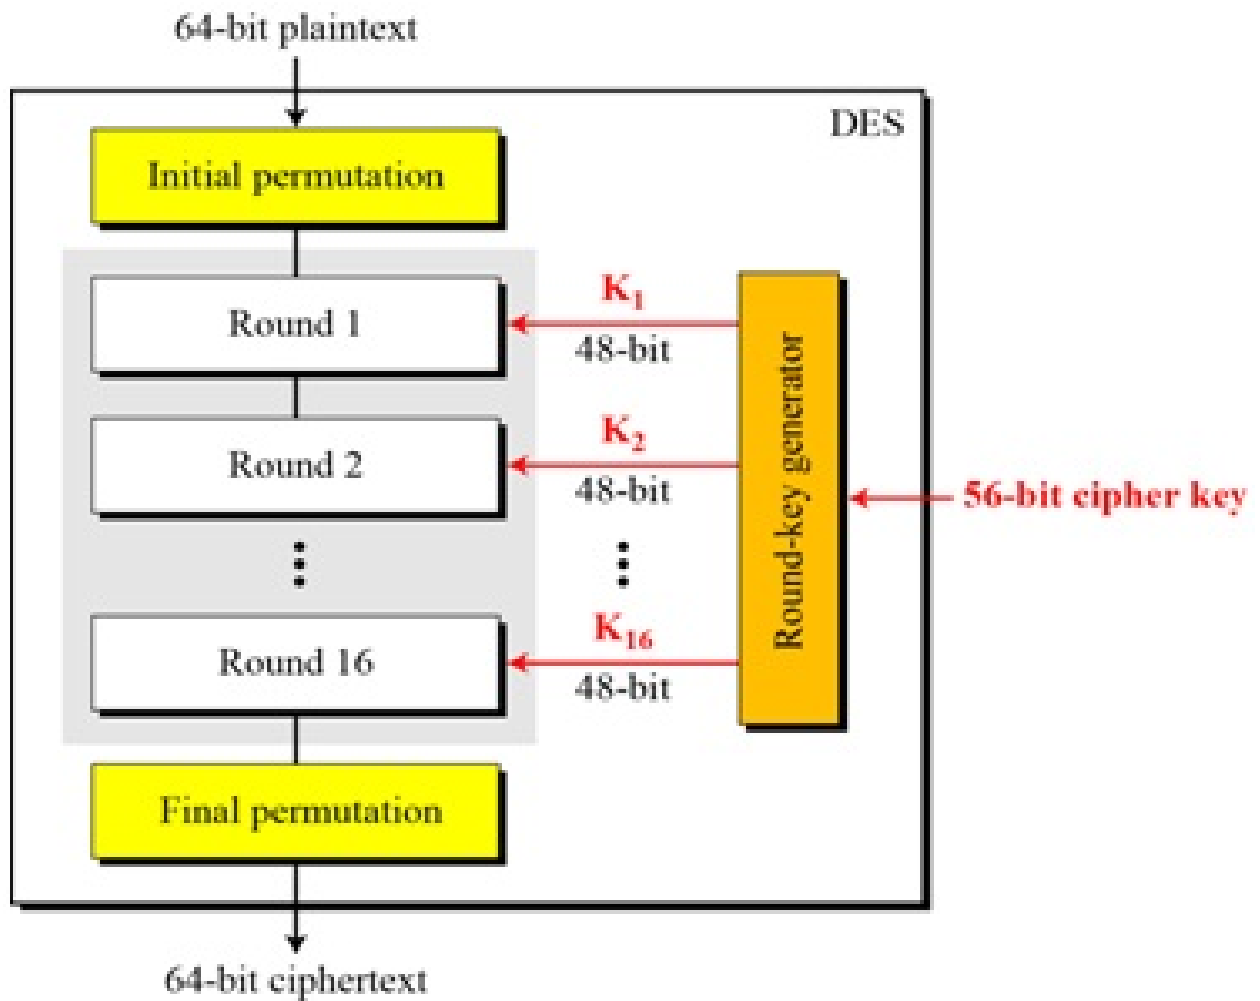 64-bit plaintext
DES
Initial permutation
Round 1
K₁
48-bit
Round 2
K₂
48-bit
Round 16
K₁₆
48-bit
Round-key generator
56-bit cipher key
Final permutation
64-bit ciphertext